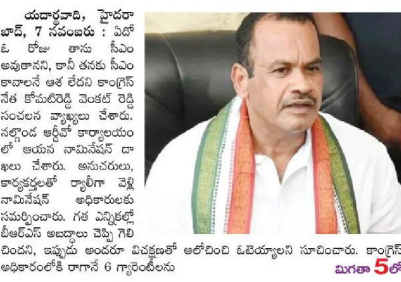 యదార్థవాది, హైదరా
బాద్, 7 నవంబరు : ఏదో
ఓ రోజు తాను సీఎం
అవుతానని, కానీ తనకు సీఎం
కావాలనే ఆశ లేదని కాంగ్రెస్
నేత కోమటిరెడ్డి వెంకట్ రెడ్డి
సంచలన వ్యాఖ్యలు చేశారు.
నల్గొండ ఆర్డీవో కార్యాలయం
లో ఆయన నామినేషన్ దా
ఖలు చేశారు. అనుచరులు,
కార్యకర్తలతో ర్యాలీగా వెళ్లి
నామినేషన్ అధికారులకు
సమర్పించారు. గత ఎన్నికల్లో
బీఆర్ఎస్ అబద్ధాలు చెప్పి గెలి
చిందని, ఇప్పుడు అందరూ విచక్షణతో ఆలోచించి ఓటెయ్యాలని సూచించారు. కాంగ్రెస్
అధికారంలోకి రాగానే 6 గ్యారెంటీలను మిగతా 5లో